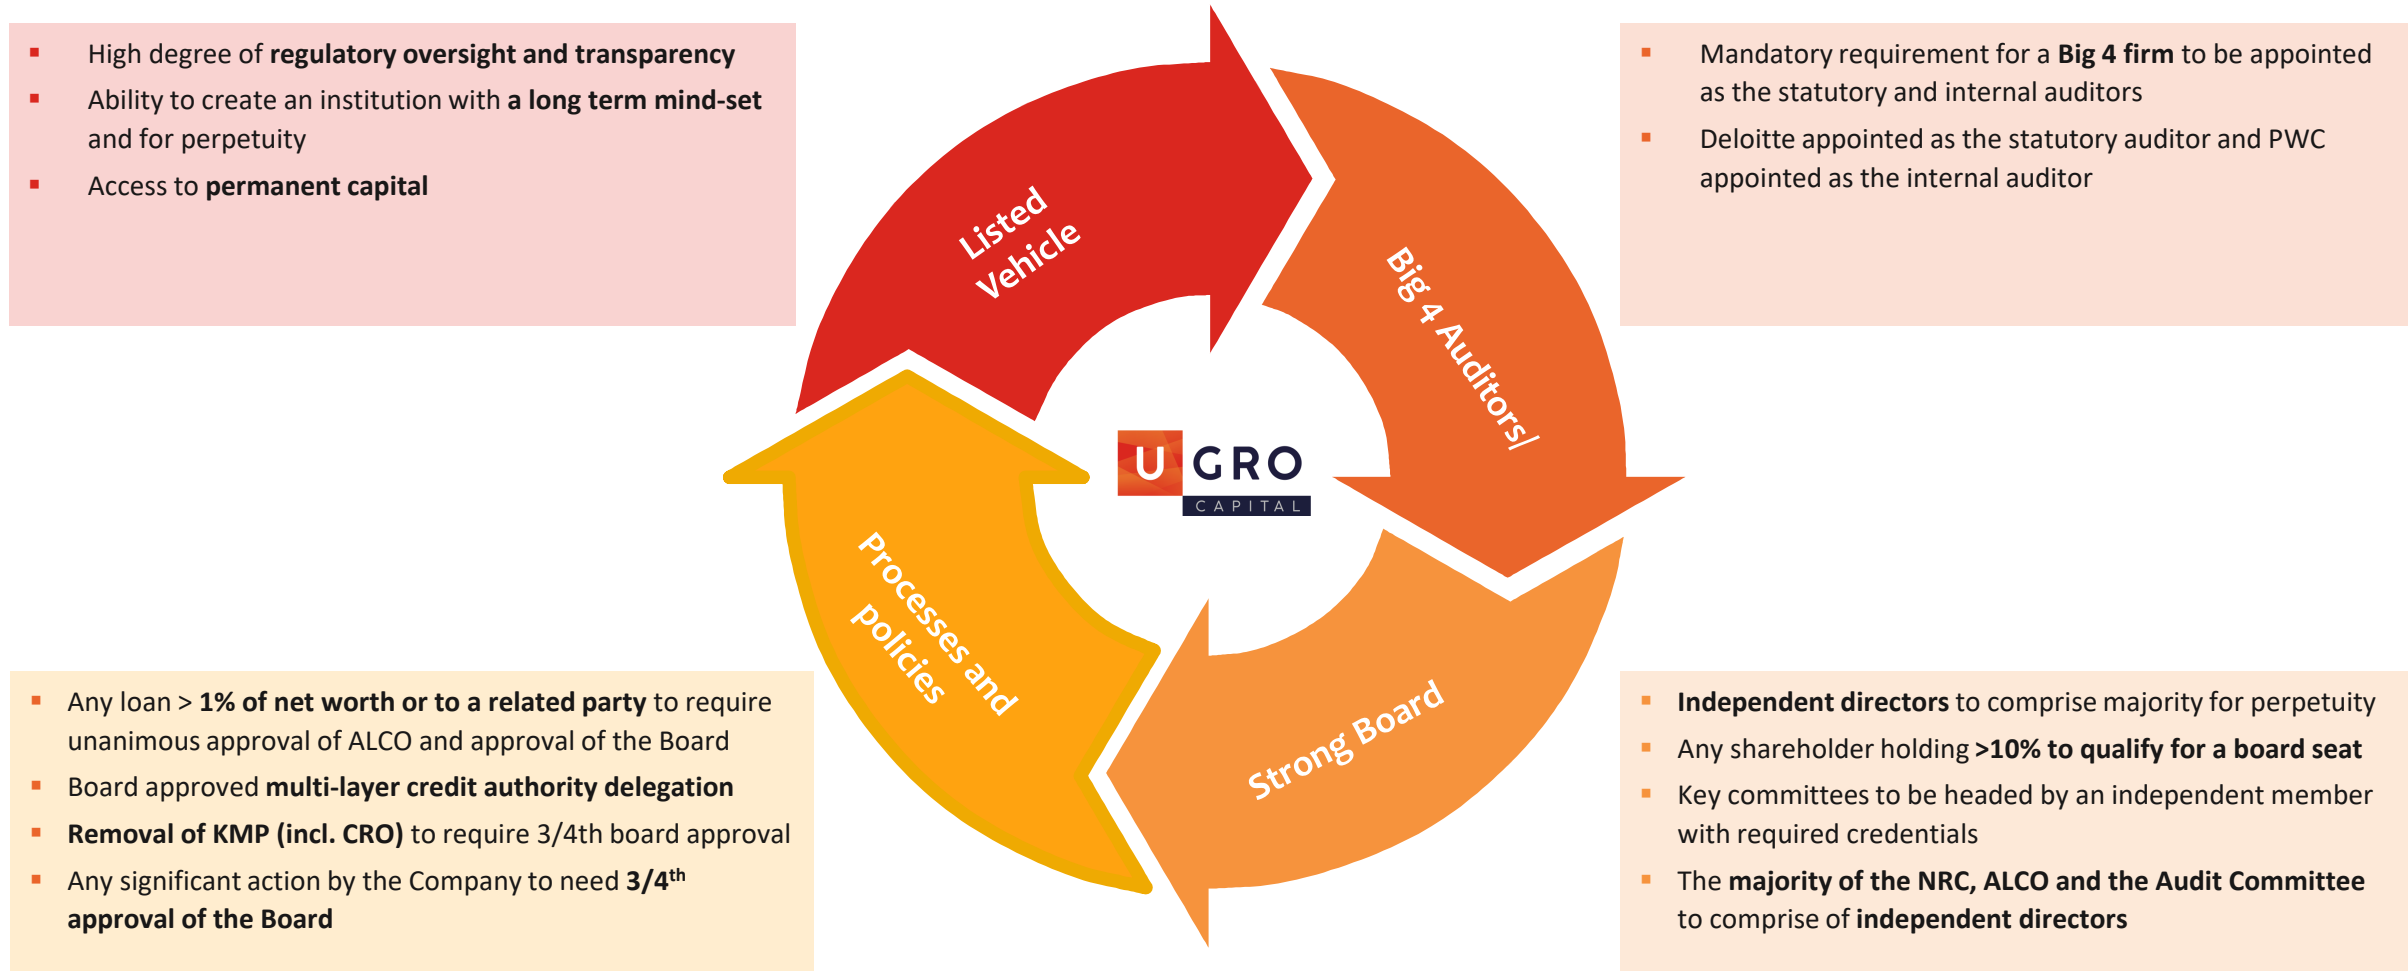 High degree of regulatory oversight and transparency
Ability to create an institution with a long term mind-set
and for perpetuity
Access to permanent capital
Mandatory requirement for a Big 4 firm to be appointed
as the statutory and internal auditors
Deloitte appointed as the statutory auditor and PWC
appointed as the internal auditor
Listed
Vehicle
Big 4 Auditors/
U GRO
CAPITAL
Processes and
policies
Strong Board
Any loan > 1% of net worth or to a related party to require
unanimous approval of ALCO and approval of the Board
Board approved multi-layer credit authority delegation
Removal of KMP (incl. CRO) to require 3/4th board approval
Any significant action by the Company to need 3/4th
approval of the Board
Independent directors to comprise majority for perpetuity
Any shareholder holding >10% to qualify for a board seat
Key committees to be headed by an independent member
with required credentials
The majority of the NRC, ALCO and the Audit Committee
to comprise of independent directors